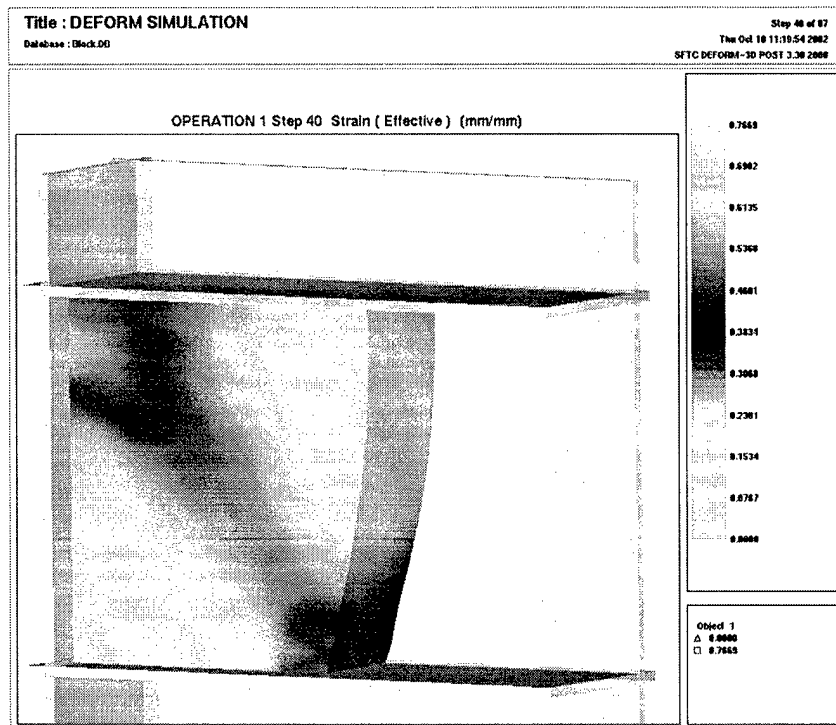 Title : DEFORM SIMULATION
Database : Block.DB
Step 40 of 87
Thu Oct 10 11:19:54 2002
SFTC DEFORM-3D POST 3.30 2000
OPERATION 1 Step 40 Strain ( Effective ) (mm/mm)
0.7669
0.6902
0.6135
0.5368
0.4601
0.3834
0.3068
0.2301
0.1534
0.0767
0.0000
Object 1
△ 0.0000
□ 0.7669